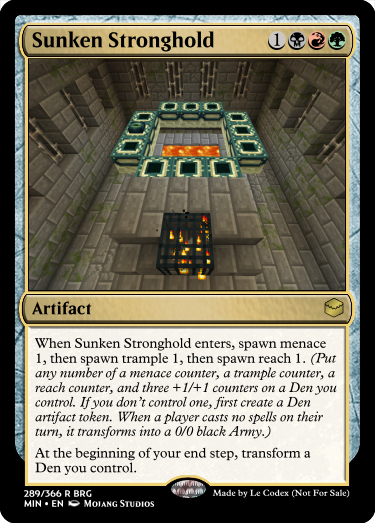 Sunken Stronghold 1
Artifact
When Sunken Stronghold enters, spawn menace
1, then spawn trample 1, then spawn reach 1. (Put
any number of a menace counter, a trample counter, a
reach counter, and three +1/+1 counters on a Den you
control. If you don't control one, first create a Den
artifact token. When a player casts no spells on their
turn, it transforms into a 0/0 black Army.)
At the beginning of your end step, transform a
Den you control.
289/366 R BRG
MIN • EN Mojang Studios
Made by Le Codex (Not For Sale)